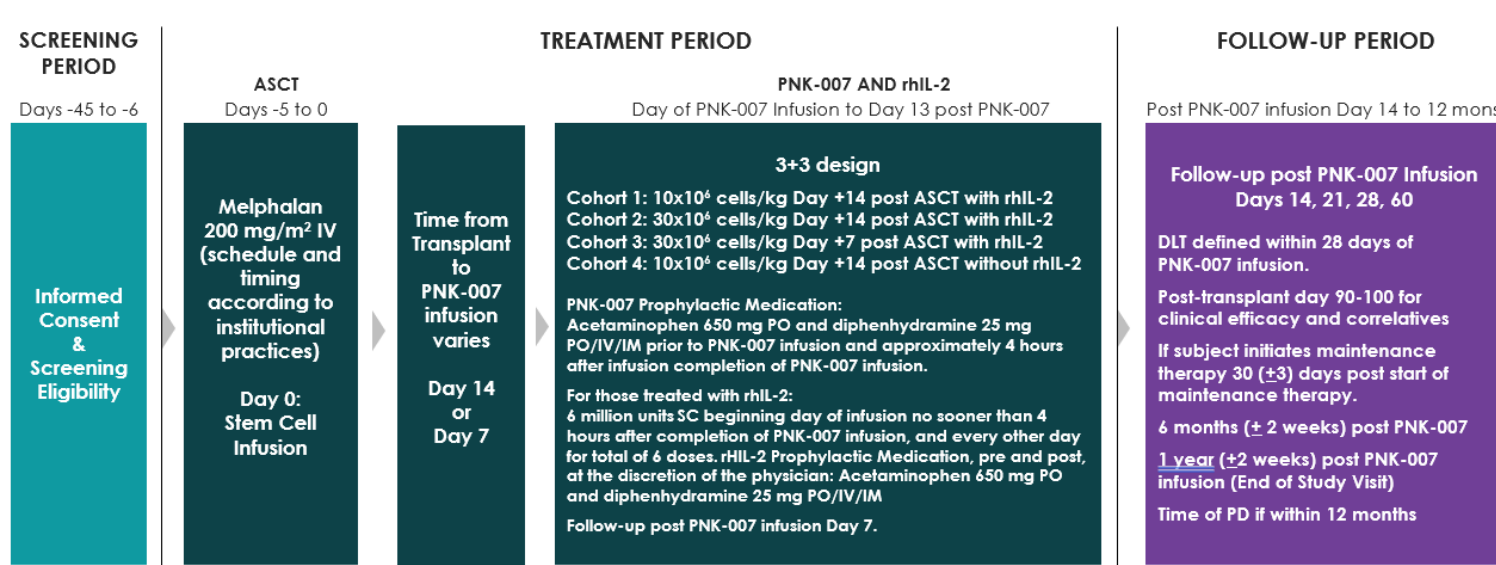 SCREENING
PERIOD
Days -45 to -6
Informed
Consent
&
Screening
Eligibility
TREATMENT PERIOD
ASCT
Days -5 to 0
Melphalan
200 mg/m² IV
(schedule and
timing
according to
institutional
practices)
Day 0:
Stem Cell
Infusion
Time from
Transplant
to
PNK-007
infusion
varies
Day 14
or
Day 7
PNK-007 AND rhIL-2
Day of PNK-007 Infusion to Day 13 post PNK-007
3+3 design
Cohort 1: 10x10⁶ cells/kg Day +14 post ASCT with rhIL-2
Cohort 2: 30x10⁶ cells/kg Day +14 post ASCT with rhIL-2
Cohort 3: 30x10⁶ cells/kg Day +7 post ASCT with rhIL-2
Cohort 4: 10x10⁶ cells/kg Day +14 post ASCT without rhIL-2
PNK-007 Prophylactic Medication:
Acetaminophen 650 mg PO and diphenhydramine 25 mg
PO/IV/IM prior to PNK-007 infusion and approximately 4 hours
after infusion completion of PNK-007 infusion.
For those treated with rhIL-2:
6 million units SC beginning day of infusion no sooner than 4
hours after completion of PNK-007 infusion, and every other day
for total of 6 doses. rHIL-2 Prophylactic Medication, pre and post,
at the discretion of the physician: Acetaminophen 650 mg PO
and diphenhydramine 25 mg PO/IV/IM
Follow-up post PNK-007 infusion Day 7.
FOLLOW-UP PERIOD
Post PNK-007 infusion Day 14 to 12 mons
Follow-up post PNK-007 Infusion
Days 14, 21, 28, 60
DLT defined within 28 days of
PNK-007 infusion.
Post-transplant day 90-100 for
clinical efficacy and correlatives
If subject initiates maintenance
therapy 30 (±3) days post start of
maintenance therapy.
6 months (± 2 weeks) post PNK-007
1 year (±2 weeks) post PNK-007
infusion (End of Study Visit)
Time of PD if within 12 months